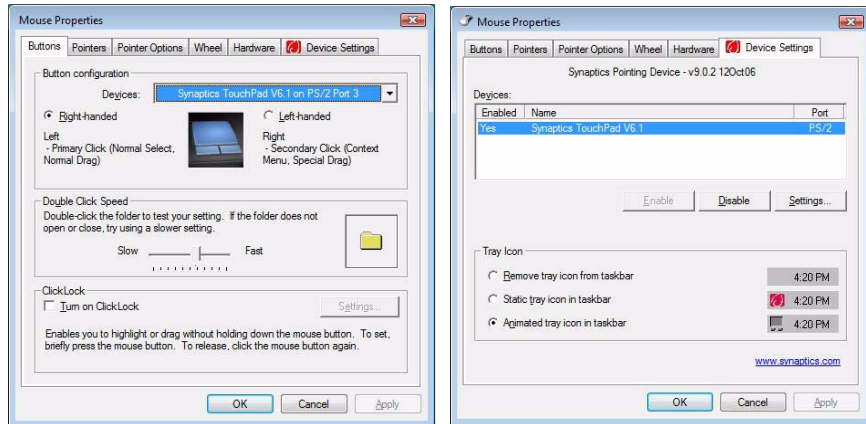 Mouse Properties
Buttons Pointers Pointer Options Wheel Hardware Device Settings
Button configuration
Devices: Synaptics TouchPad V6.1 on PS/2 Port 3
Right-handed Left-handed
Left
- Primary Click (Normal Select,
Normal Drag)
Right
- Secondary Click (Context
Menu, Special Drag)
Double Click Speed
Double-click the folder to test your setting. If the folder does not
open or close, try using a slower setting.
Slow Fast
ClickLock
Turn on ClickLock Settings...
Enables you to highlight or drag without holding down the mouse button. To set,
briefly press the mouse button. To release, click the mouse button again.
OK Cancel Apply
Mouse Properties
Buttons Pointers Pointer Options Wheel Hardware Device Settings
Synaptics Pointing Device - v9.0.2 12Oct06
Devices:
Enabled Name Port
Yes Synaptics TouchPad V6.1 PS/2
Enable Disable Settings...
Tray Icon
Remove tray icon from taskbar 4:20 PM
Static tray icon in taskbar 4:20 PM
Animated tray icon in taskbar 4:20 PM
www.synaptics.com
OK Cancel Apply